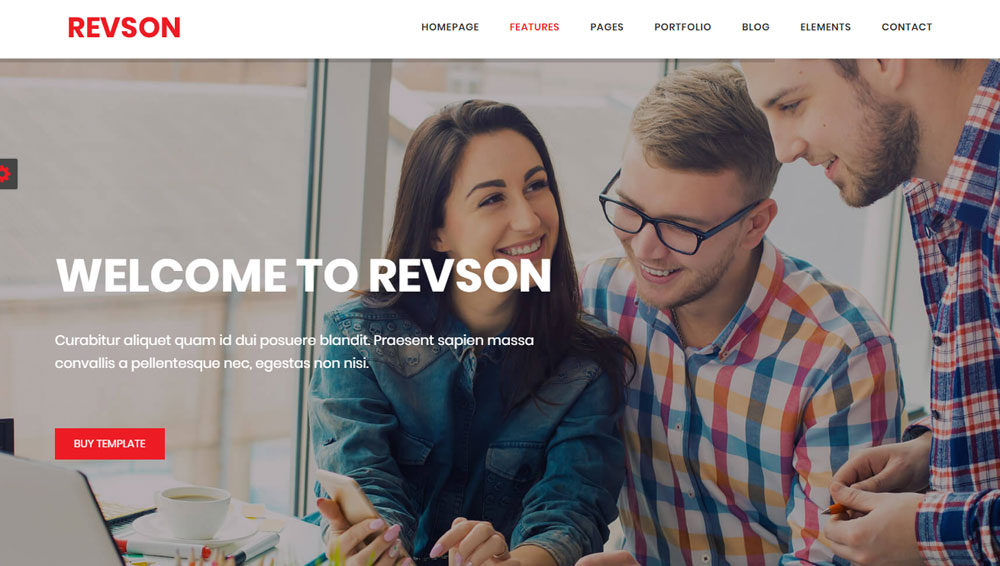 REVSON
HOMEPAGE FEATURES PAGES PORTFOLIO BLOG ELEMENTS CONTACT
WELCOME TO REVSON
Curabitur aliquet quam id dui posuere blandit. Praesent sapien massa
convallis a pellentesque nec, egestas non nisi.
BUY TEMPLATE